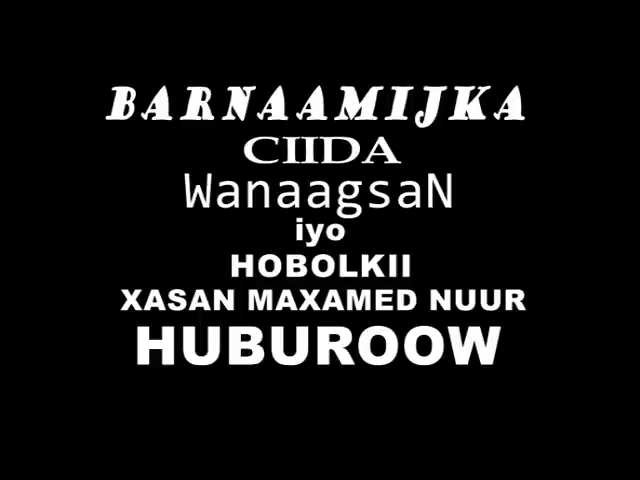 BARNAAMIJKA
CIIDA
WanaagsaN
iyo
HOBOLKII
XASAN MAXAMED NUUR
HUBUROOW